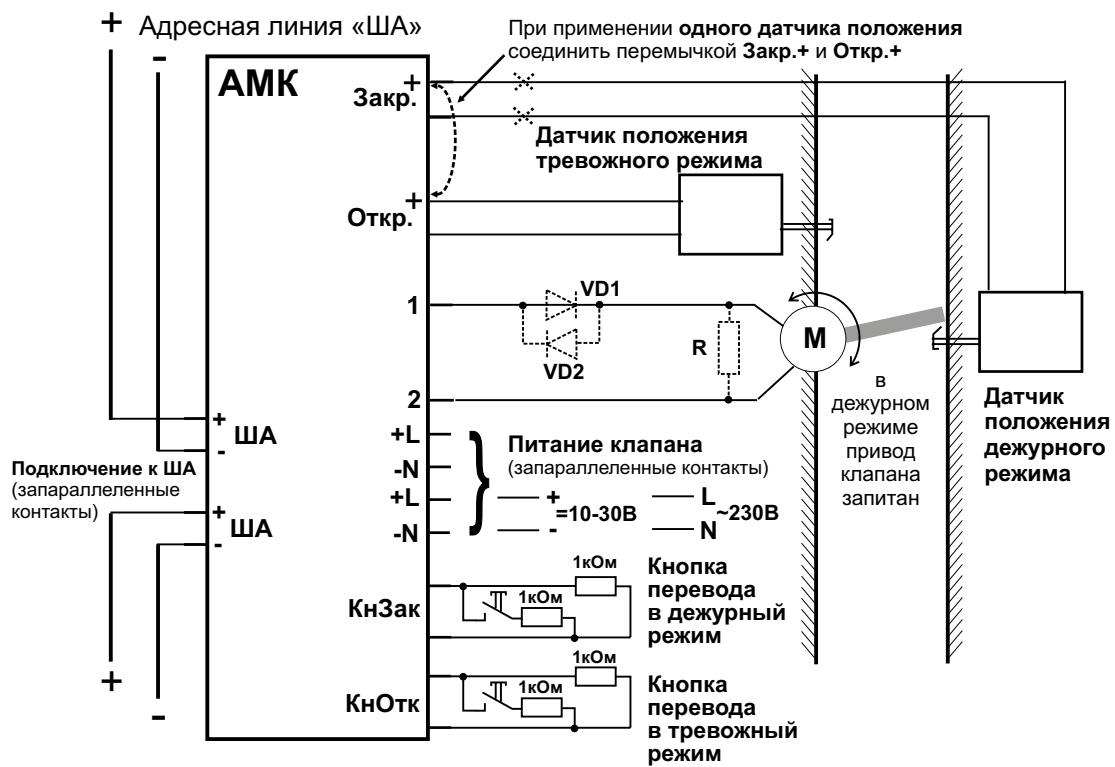 + Адресная линия «ША»
-
При применении одного датчика положения
соединить перемычкой Закр.+ и Откр.+
АМК
+
Закр.
Датчик положения
тревожного режима
+
Откр.
1
VD1
VD2
R
М
2
в
дежурном
режиме
привод
клапана
запитан
Датчик
положения
дежурного
режима
+
ША
-
Подключение к ША
(запараллеленные
контакты)
+
ША
-
+
-
+L
-N
+L
-N
Питание клапана
(запараллеленные контакты)
+
=10-30В
-
L
~230В
N
КнЗак
1кОм
1кОм
Кнопка
перевода
в дежурный
режим
КнОтк
1кОм
1кОм
Кнопка
перевода
в тревожный
режим